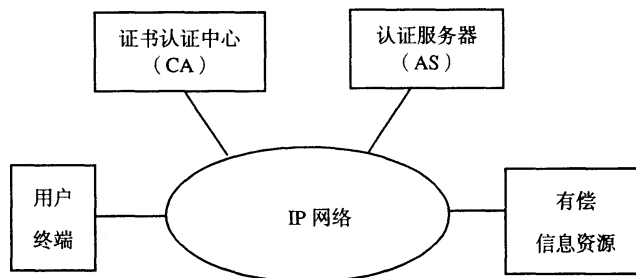 证书认证中心
（CA）
认证服务器
（AS）
用户
终端
IP 网络
有偿
信息资源